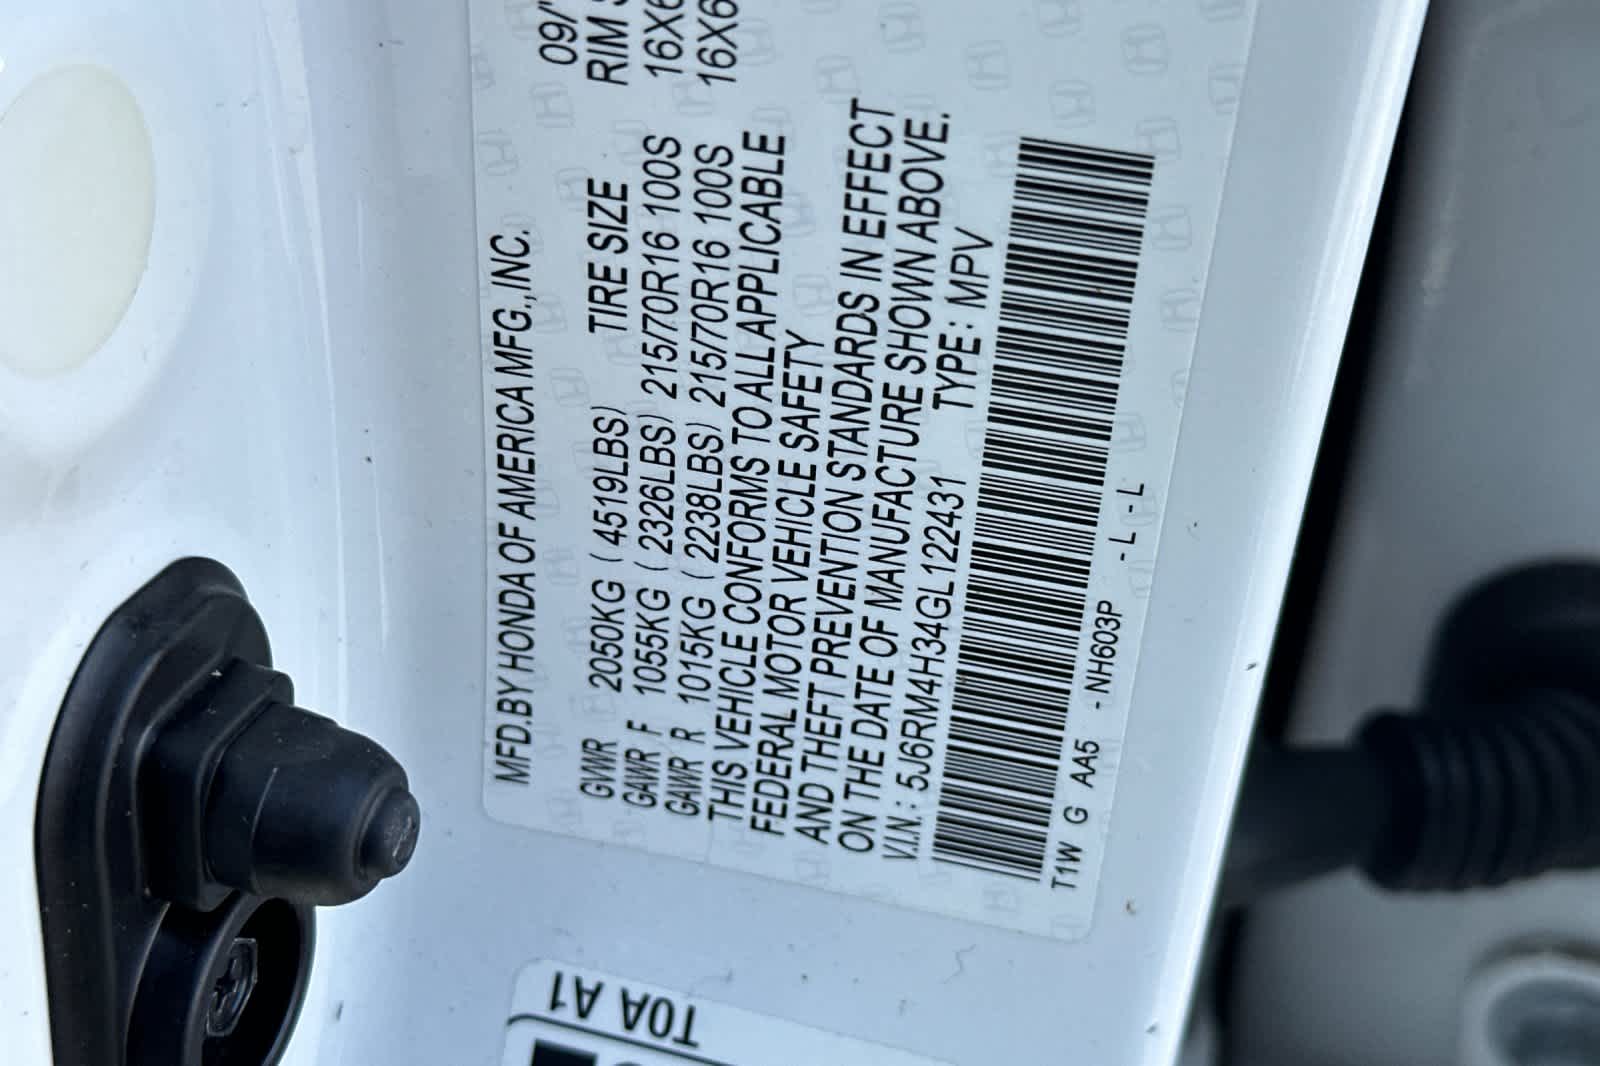 MFD.BY HONDA OF AMERICA MFG.,INC. 09/
GVWR 2050KG (4519LBS) TIRE SIZE RIM
GAWR F 1055KG (2326LBS) 215/70R16 100S 16X6
GAWR R 1015KG (2238LBS) 215/70R16 100S 16X6
THIS VEHICLE CONFORMS TO ALL APPLICABLE
FEDERAL MOTOR VEHICLE SAFETY
AND THEFT PREVENTION STANDARDS IN EFFECT
ON THE DATE OF MANUFACTURE SHOWN ABOVE.
V.I.N.: 5J6RM4H34GL122431 TYPE: MPV
T1W G AA5 -NH603P -L -L
T0A A1